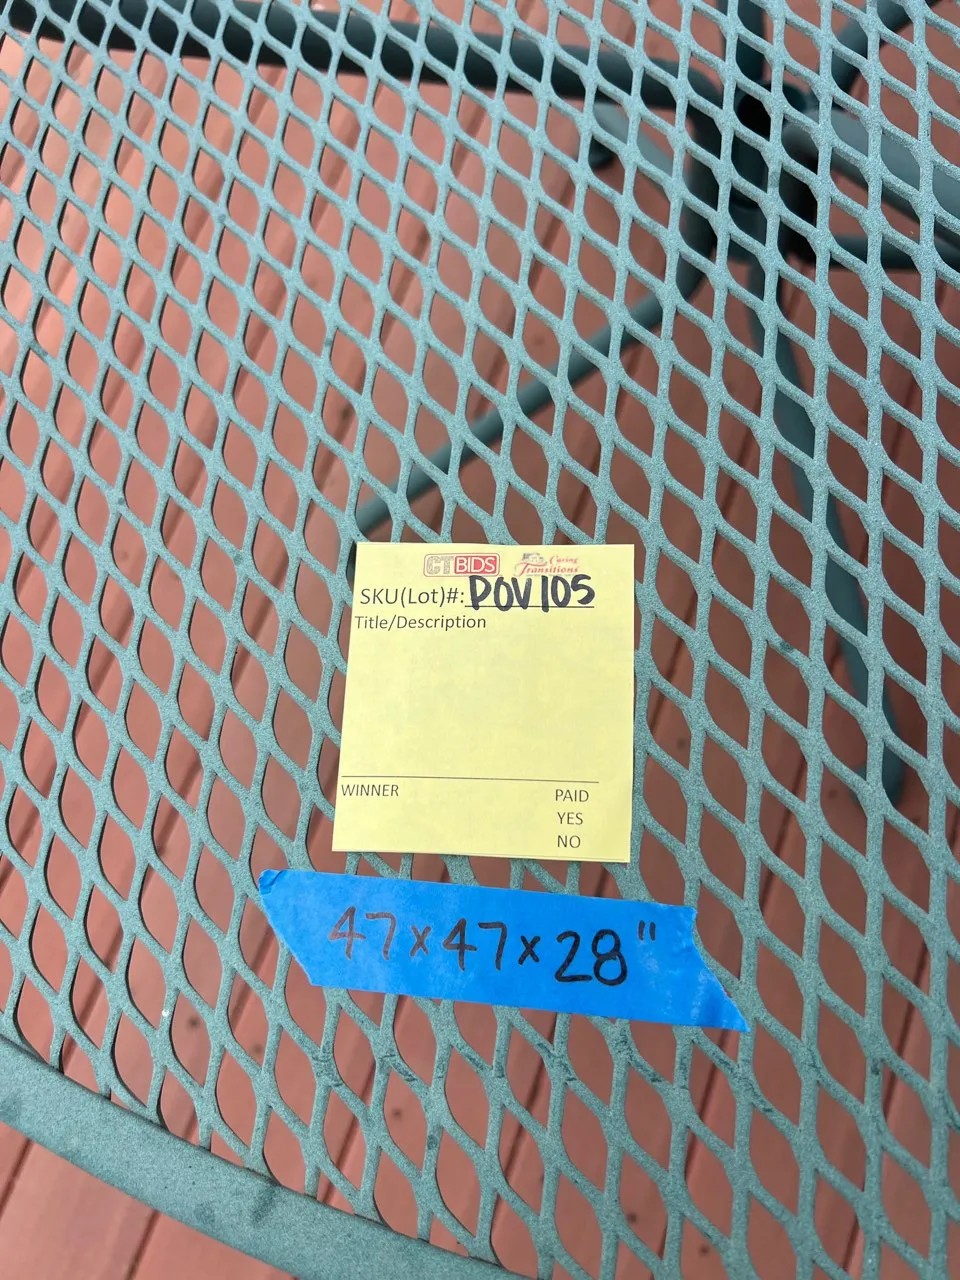 CTBIDS Caring Transitions
SKU(Lot)#: POV105
Title/Description
WINNER PAID
YES
NO
47x47x28"